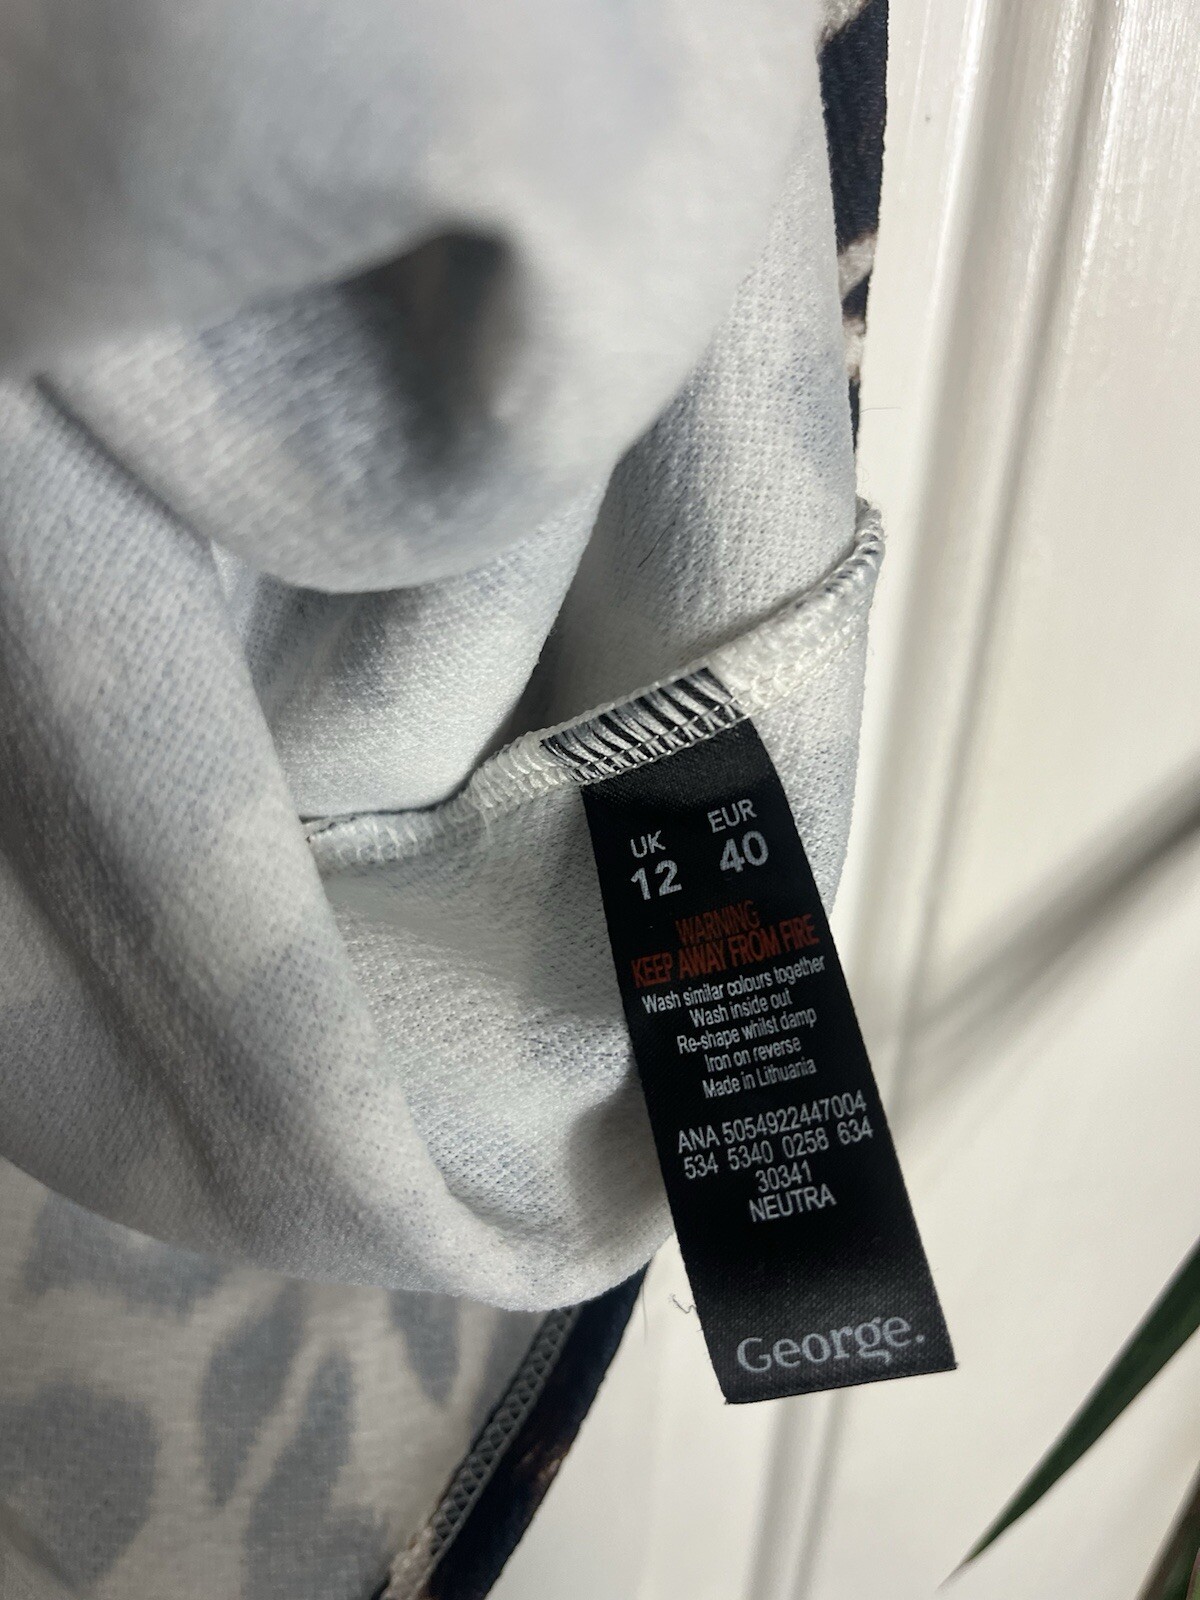 UK EUR
12 40
WARNING
KEEP AWAY FROM FIRE
Wash similar colours together
Wash inside out
Re-shape whilst damp
Iron on reverse
Made in Lithuania
ANA 5054922447004
534 5340 0258 634
30341
NEUTRA
George.